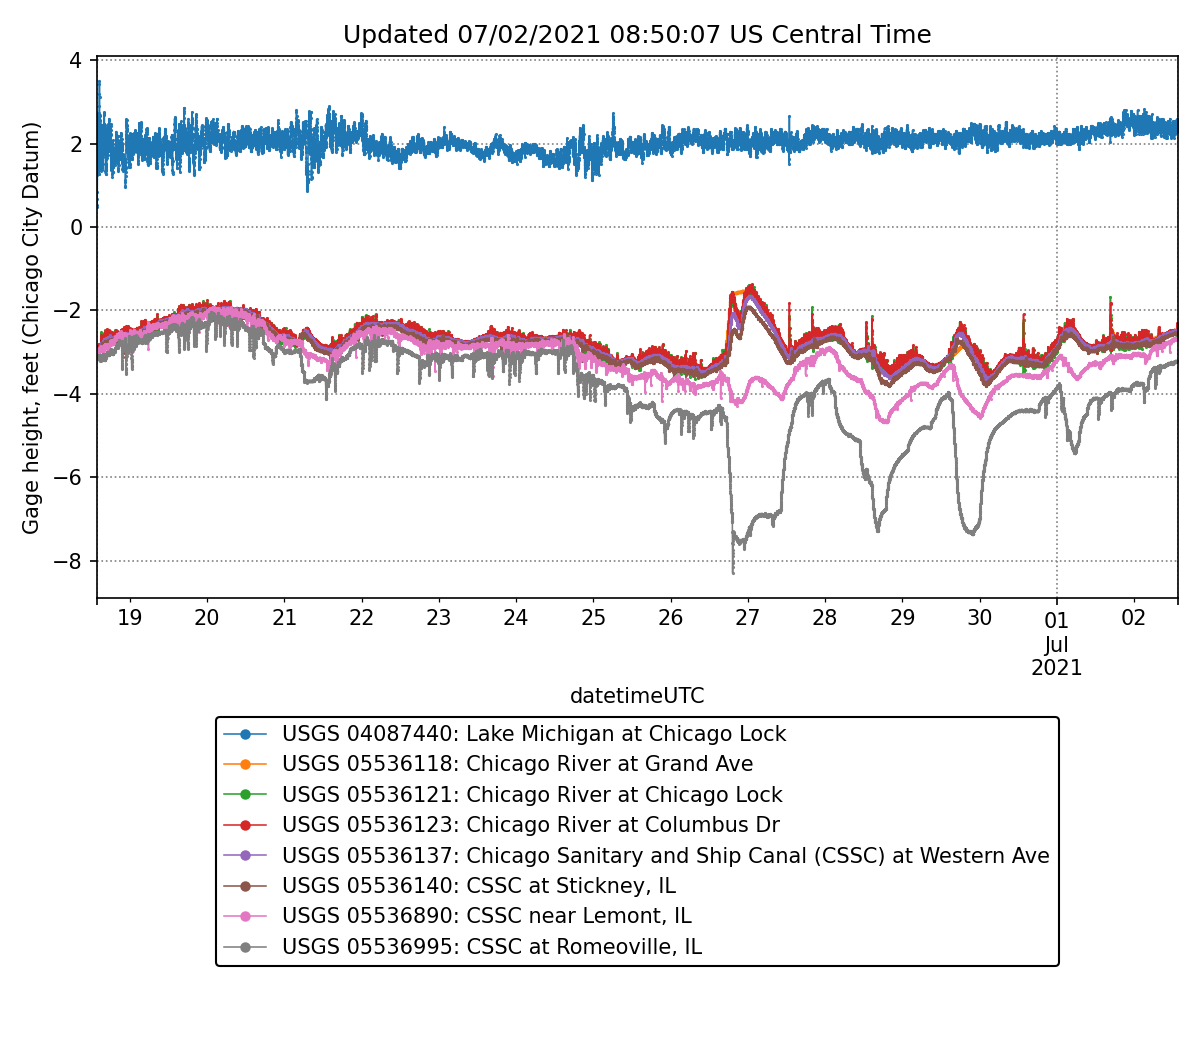 Updated 07/02/2021 08:50:07 US Central Time
Gage height, feet (Chicago City Datum)
4
2
0
−2
−4
−6
−8
19 20 21 22 23 24 25 26 27 28 29 30 01 02
Jul
2021
datetimeUTC
USGS 04087440: Lake Michigan at Chicago Lock
USGS 05536118: Chicago River at Grand Ave
USGS 05536121: Chicago River at Chicago Lock
USGS 05536123: Chicago River at Columbus Dr
USGS 05536137: Chicago Sanitary and Ship Canal (CSSC) at Western Ave
USGS 05536140: CSSC at Stickney, IL
USGS 05536890: CSSC near Lemont, IL
USGS 05536995: CSSC at Romeoville, IL